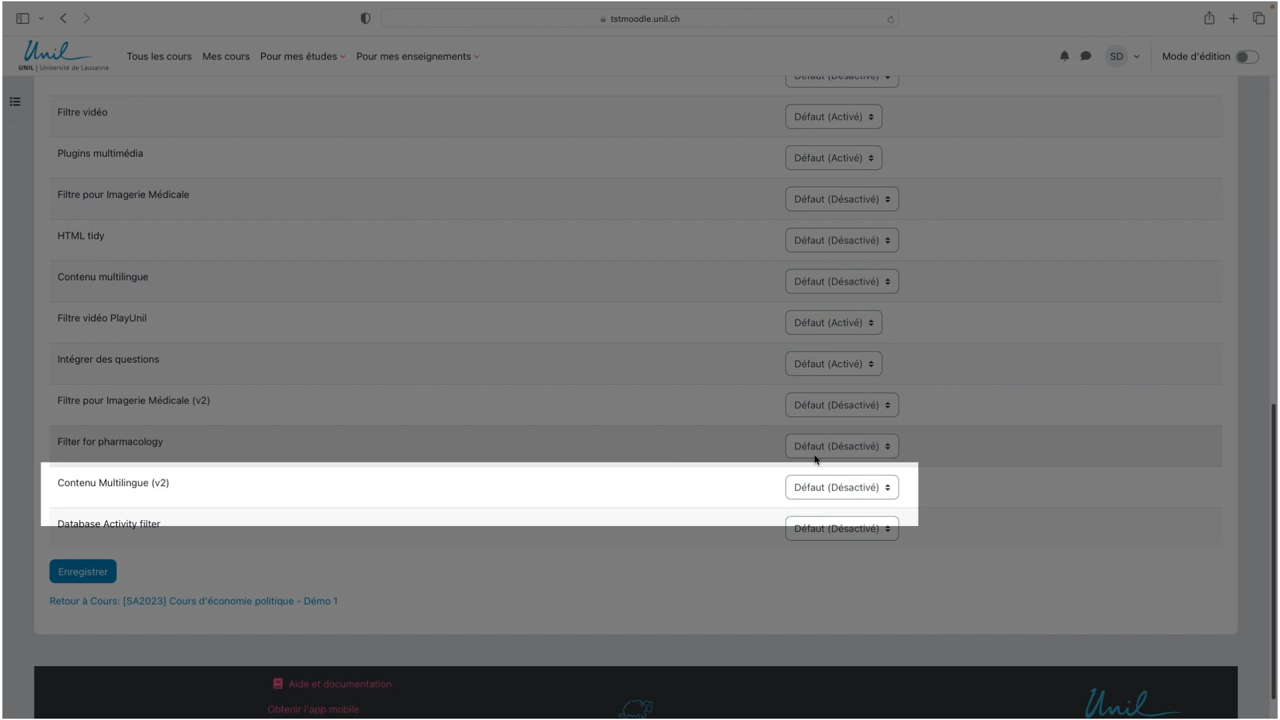 tstmoodle.unil.ch
Unil
UNIL | Université de Lausanne
Tous les cours Mes cours Pour mes études Pour mes enseignements SD Mode d'édition
Défaut (Désactivé)
Filtre vidéo Défaut (Activé)
Plugins multimédia Défaut (Activé)
Filtre pour Imagerie Médicale Défaut (Désactivé)
HTML tidy Défaut (Désactivé)
Contenu multilingue Défaut (Désactivé)
Filtre vidéo PlayUnil Défaut (Activé)
Intégrer des questions Défaut (Activé)
Filtre pour Imagerie Médicale (v2) Défaut (Désactivé)
Filter for pharmacology Défaut (Désactivé)
Contenu Multilingue (v2) Défaut (Désactivé)
Database Activity filter Défaut (Désactivé)
Enregistrer
Retour à Cours: [SA2023] Cours d'économie politique - Démo 1
Aide et documentation
Obtenir l'app mobile
Unil